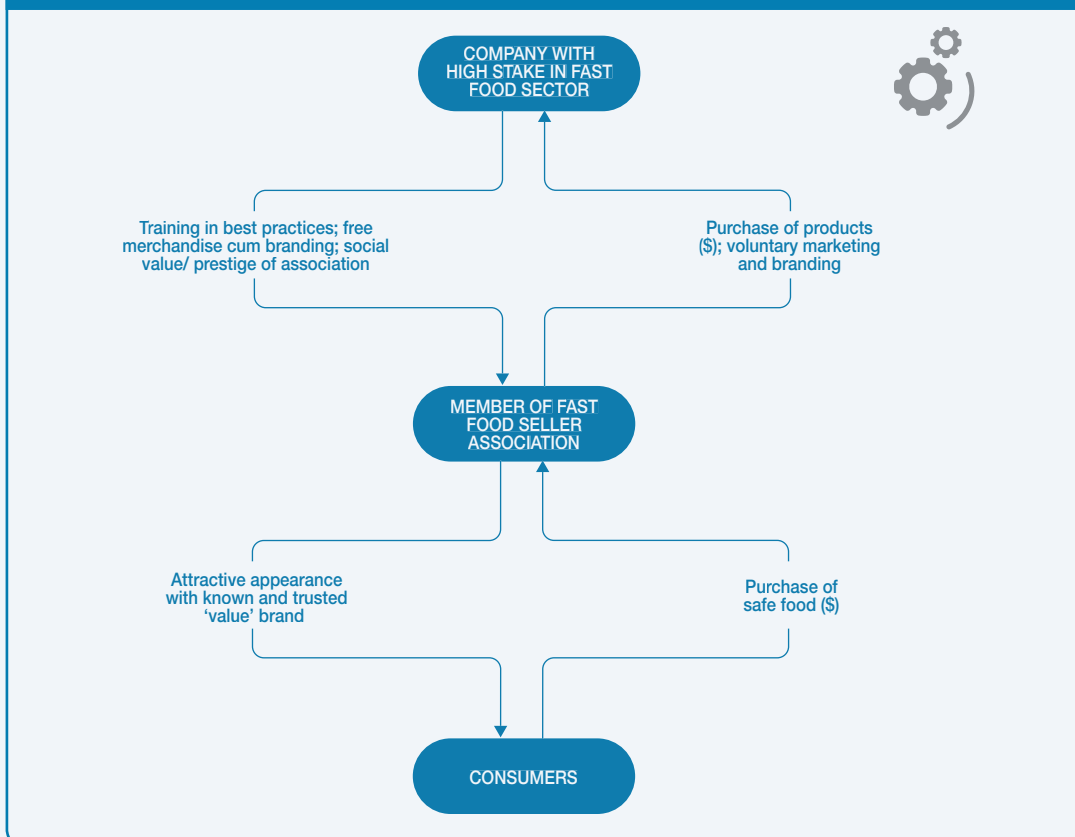 COMPANY WITH
HIGH STAKE IN FAST
FOOD SECTOR
Training in best practices; free
merchandise cum branding; social
value/ prestige of association
Purchase of products
($); voluntary marketing
and branding
MEMBER OF FAST
FOOD SELLER
ASSOCIATION
Attractive appearance
with known and trusted
‘value’ brand
Purchase of
safe food ($)
CONSUMERS